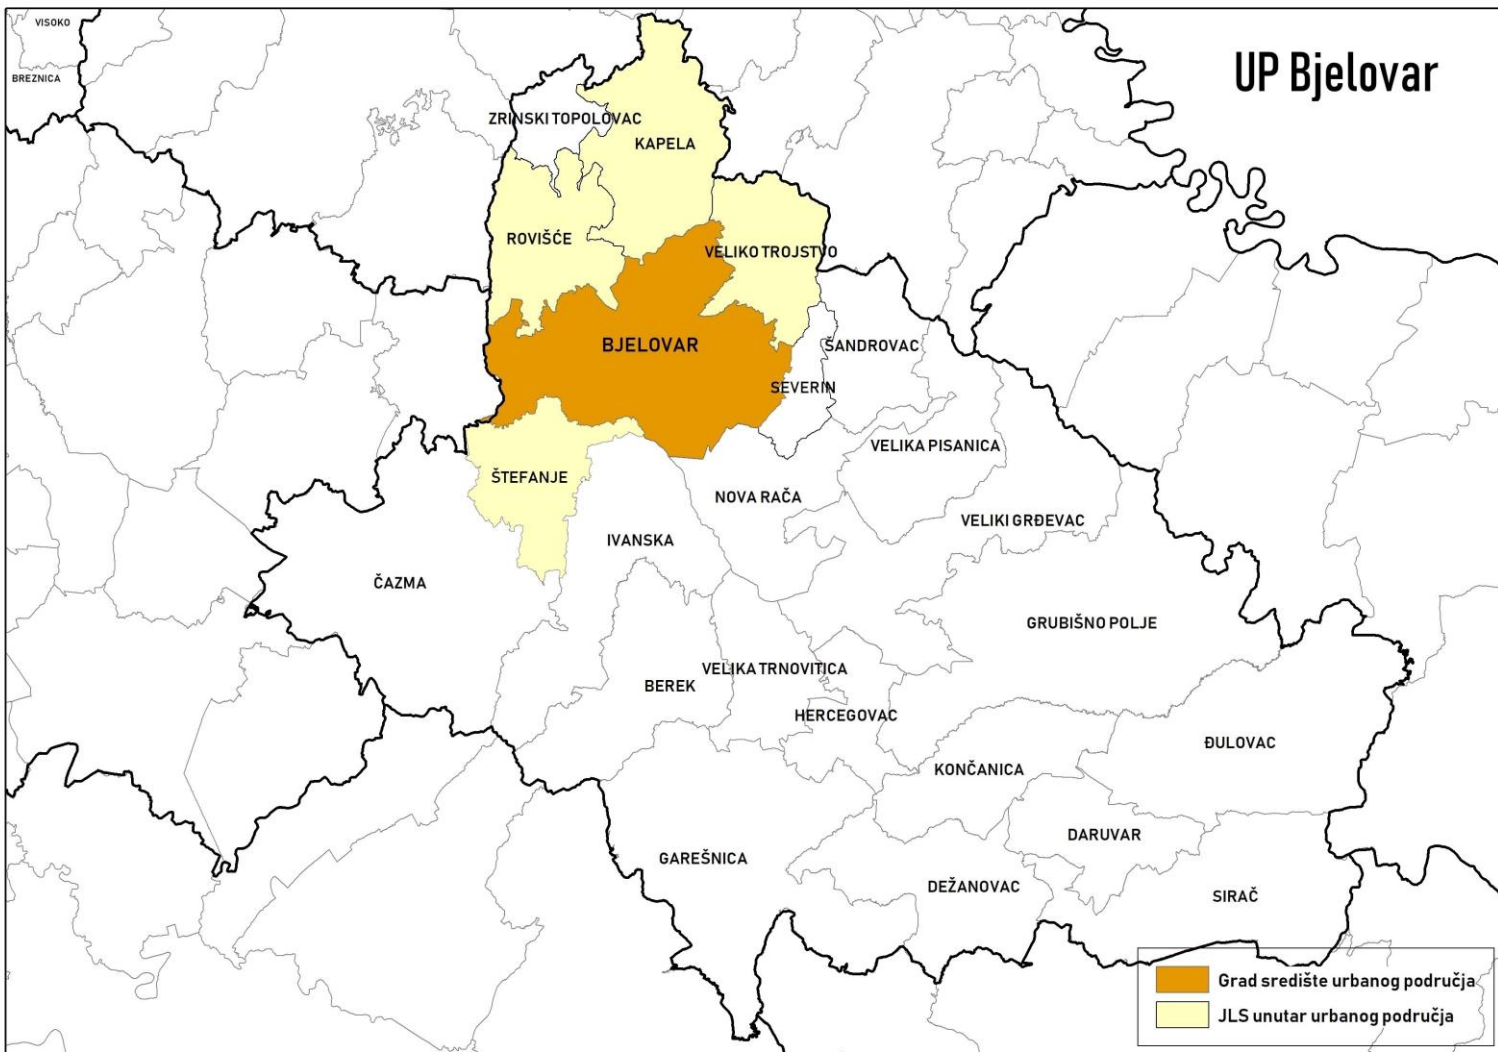 VISOKO
UP Bjelovar
BREZNICA
ZRINSKI TOPOLOVAC
KAPELA
ROVIŠĆE
VELIKO TROJSTVO
BJELOVAR
ŠANDROVAC
SEVERIN
VELIKA PISANICA
ŠTEFANJE
NOVA RAČA
VELIKI GRĐEVAC
IVANSKA
ČAZMA
GRUBIŠNO POLJE
VELIKA TRNOVITICA
BEREK
HERCEGOVAC
ĐULOVAC
KONČANICA
DARUVAR
GAREŠNICA
DEŽANOVAC
SIRAČ
Grad središte urbanog područja
JLS unutar urbanog područja